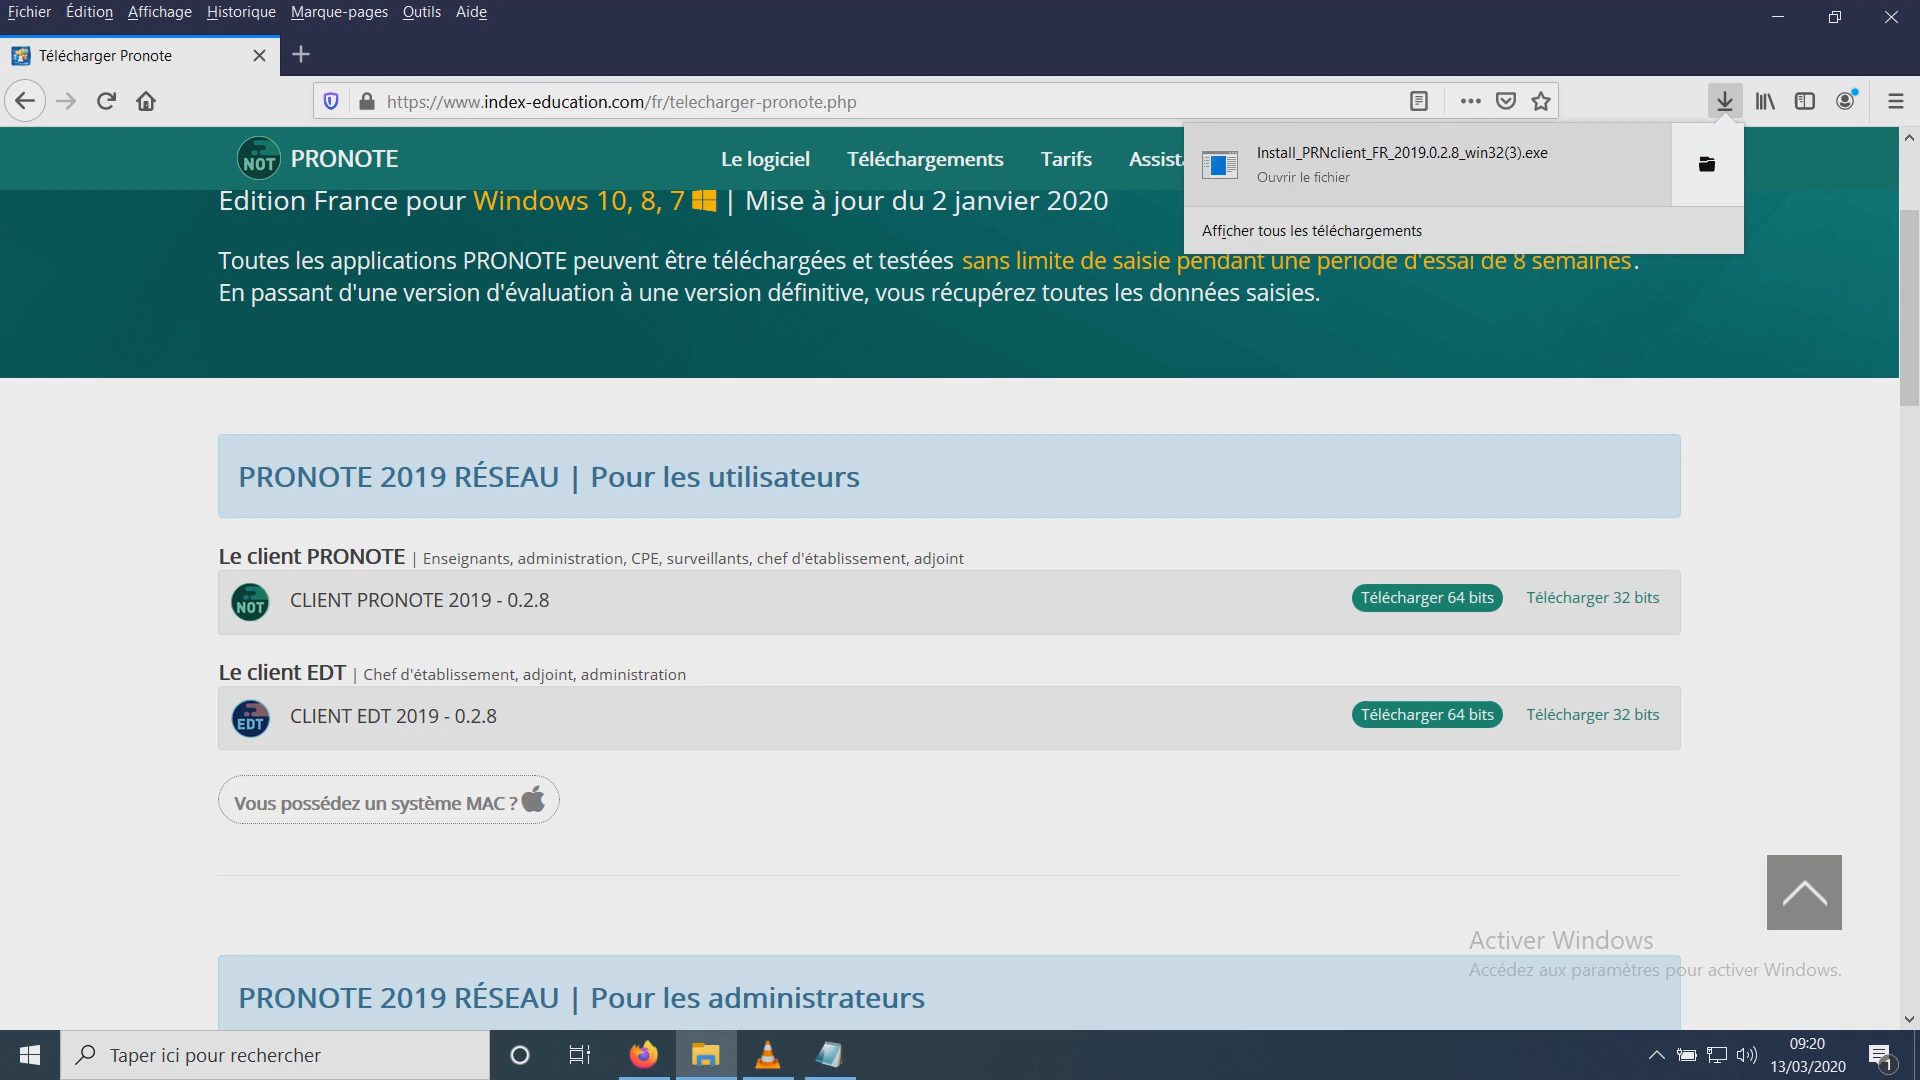 Fichier Édition Affichage Historique Marque-pages Outils Aide
Télécharger Pronote
https://www.index-education.com/fr/telecharger-pronote.php
NOT PRONOTE Le logiciel Téléchargements Tarifs
Install_PRNclient_FR_2019.0.2.8_win32(3).exe
Ouvrir le fichier
Afficher tous les téléchargements
Edition France pour Windows 10, 8, 7 | Mise à jour du 2 janvier 2020
Toutes les applications PRONOTE peuvent être téléchargées et testées sans limite de saisie pendant une période d'essai de 8 semaines.
En passant d'une version d'évaluation à une version définitive, vous récupérez toutes les données saisies.
PRONOTE 2019 RÉSEAU | Pour les utilisateurs
Le client PRONOTE | Enseignants, administration, CPE, surveillants, chef d'établissement, adjoint
NOT CLIENT PRONOTE 2019 - 0.2.8 Télécharger 64 bits Télécharger 32 bits
Le client EDT | Chef d'établissement, adjoint, administration
EDT CLIENT EDT 2019 - 0.2.8 Télécharger 64 bits Télécharger 32 bits
Vous possédez un système MAC ?
Activer Windows
Accédez aux paramètres pour activer Windows.
PRONOTE 2019 RÉSEAU | Pour les administrateurs
Taper ici pour rechercher
09:20
13/03/2020
1